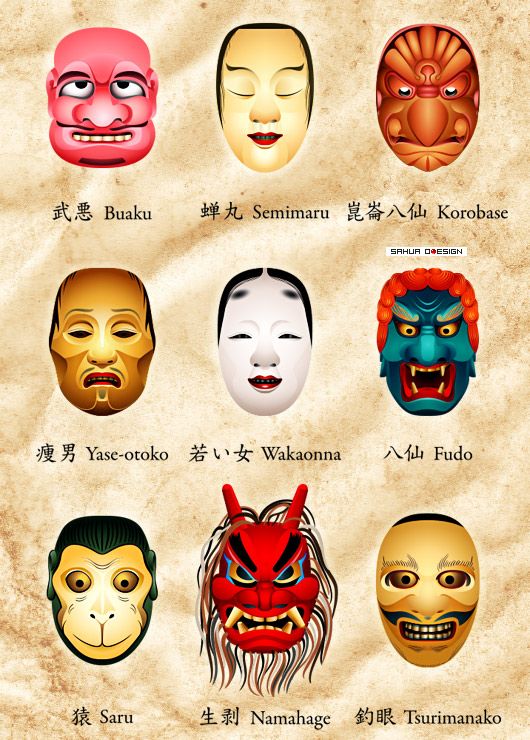 武悪 Buaku
蝉丸 Semimaru
崑崙八仙 Korobase
SAHUA DESIGN
痩男 Yase-otoko
若い女 Wakaonna
八仙 Fudo
猿 Saru
生剥 Namahage
釣眼 Tsurimanako